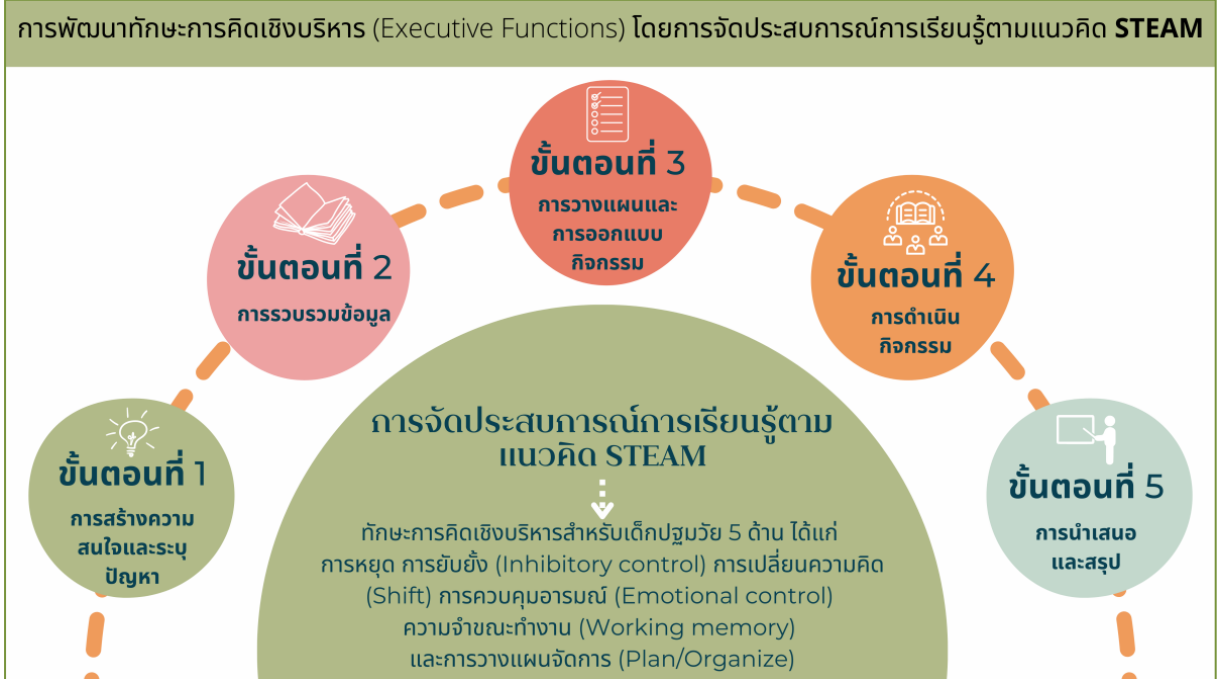 การพัฒนาทักษะการคิดเชิงบริหาร (Executive Functions) โดยการจัดประสบการณ์การเรียนรู้ตามแนวคิด STEAM
ขั้นตอนที่ 1
การสร้างความ
สนใจและระบุ
ปัญหา
ขั้นตอนที่ 2
การรวบรวมข้อมูล
ขั้นตอนที่ 3
การวางแผนและ
การออกแบบ
กิจกรรม
ขั้นตอนที่ 4
การดำเนิน
กิจกรรม
ขั้นตอนที่ 5
การนำเสนอ
และสรุป
การจัดประสบการณ์การเรียนรู้ตาม
แนวคิด STEAM
ทักษะการคิดเชิงบริหารสำหรับเด็กปฐมวัย 5 ด้าน ได้แก่
การหยุด การยับยั้ง (Inhibitory control) การเปลี่ยนความคิด
(Shift) การควบคุมอารมณ์ (Emotional control)
ความจำขณะทำงาน (Working memory)
และการวางแผนจัดการ (Plan/Organize)